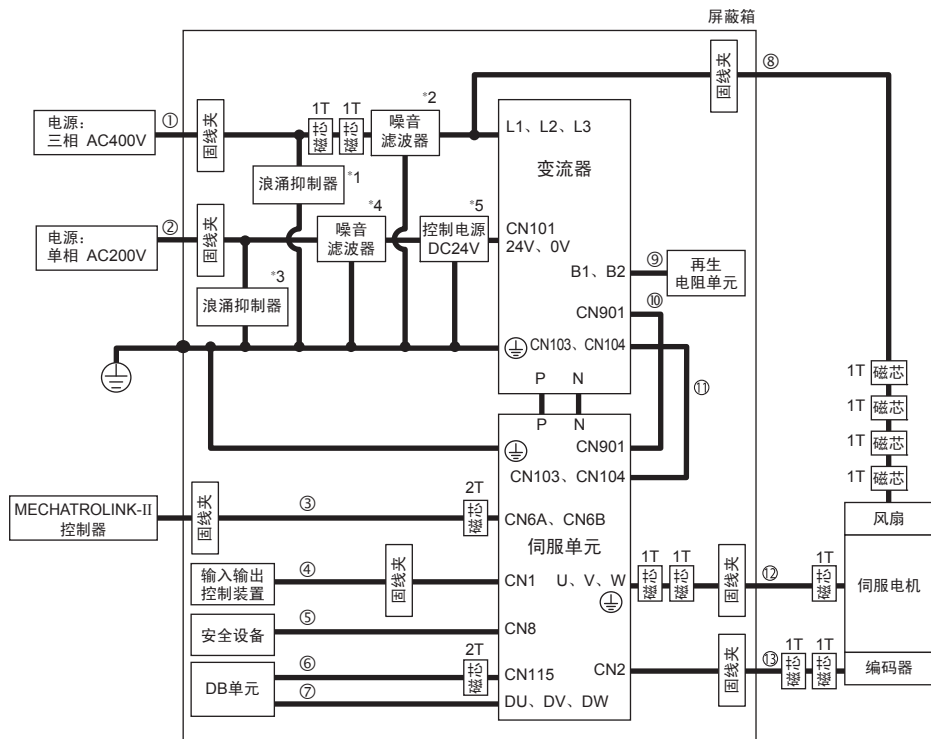 屏蔽箱
固线夹
⑧
电源：
三相 AC400V
①
固线夹
1T
磁芯
1T
磁芯
*2
噪音
滤波器
L1、L2、L3
变流器
浪涌抑制器
*1
电源：
单相 AC200V
②
固线夹
*4
噪音
滤波器
*5
控制电源
DC24V
CN101
24V、0V
浪涌抑制器
*3
B1、B2
⑨
再生
电阻单元
CN901
⑩
CN103、CN104
⑪
P
N
P
N
CN901
CN103、CN104
1T 磁芯
1T 磁芯
1T 磁芯
1T 磁芯
风扇
MECHATROLINK-II
控制器
固线夹
③
2T
磁芯
CN6A、CN6B
伺服单元
输入输出
控制装置
④
固线夹
CN1
U、V、W
1T
磁芯
1T
磁芯
固线夹
⑫
1T
磁芯
伺服电机
安全设备
⑤
CN8
DB单元
⑥
2T
磁芯
CN115
⑦
DU、DV、DW
CN2
固线夹
⑬
1T
磁芯
1T
磁芯
编码器